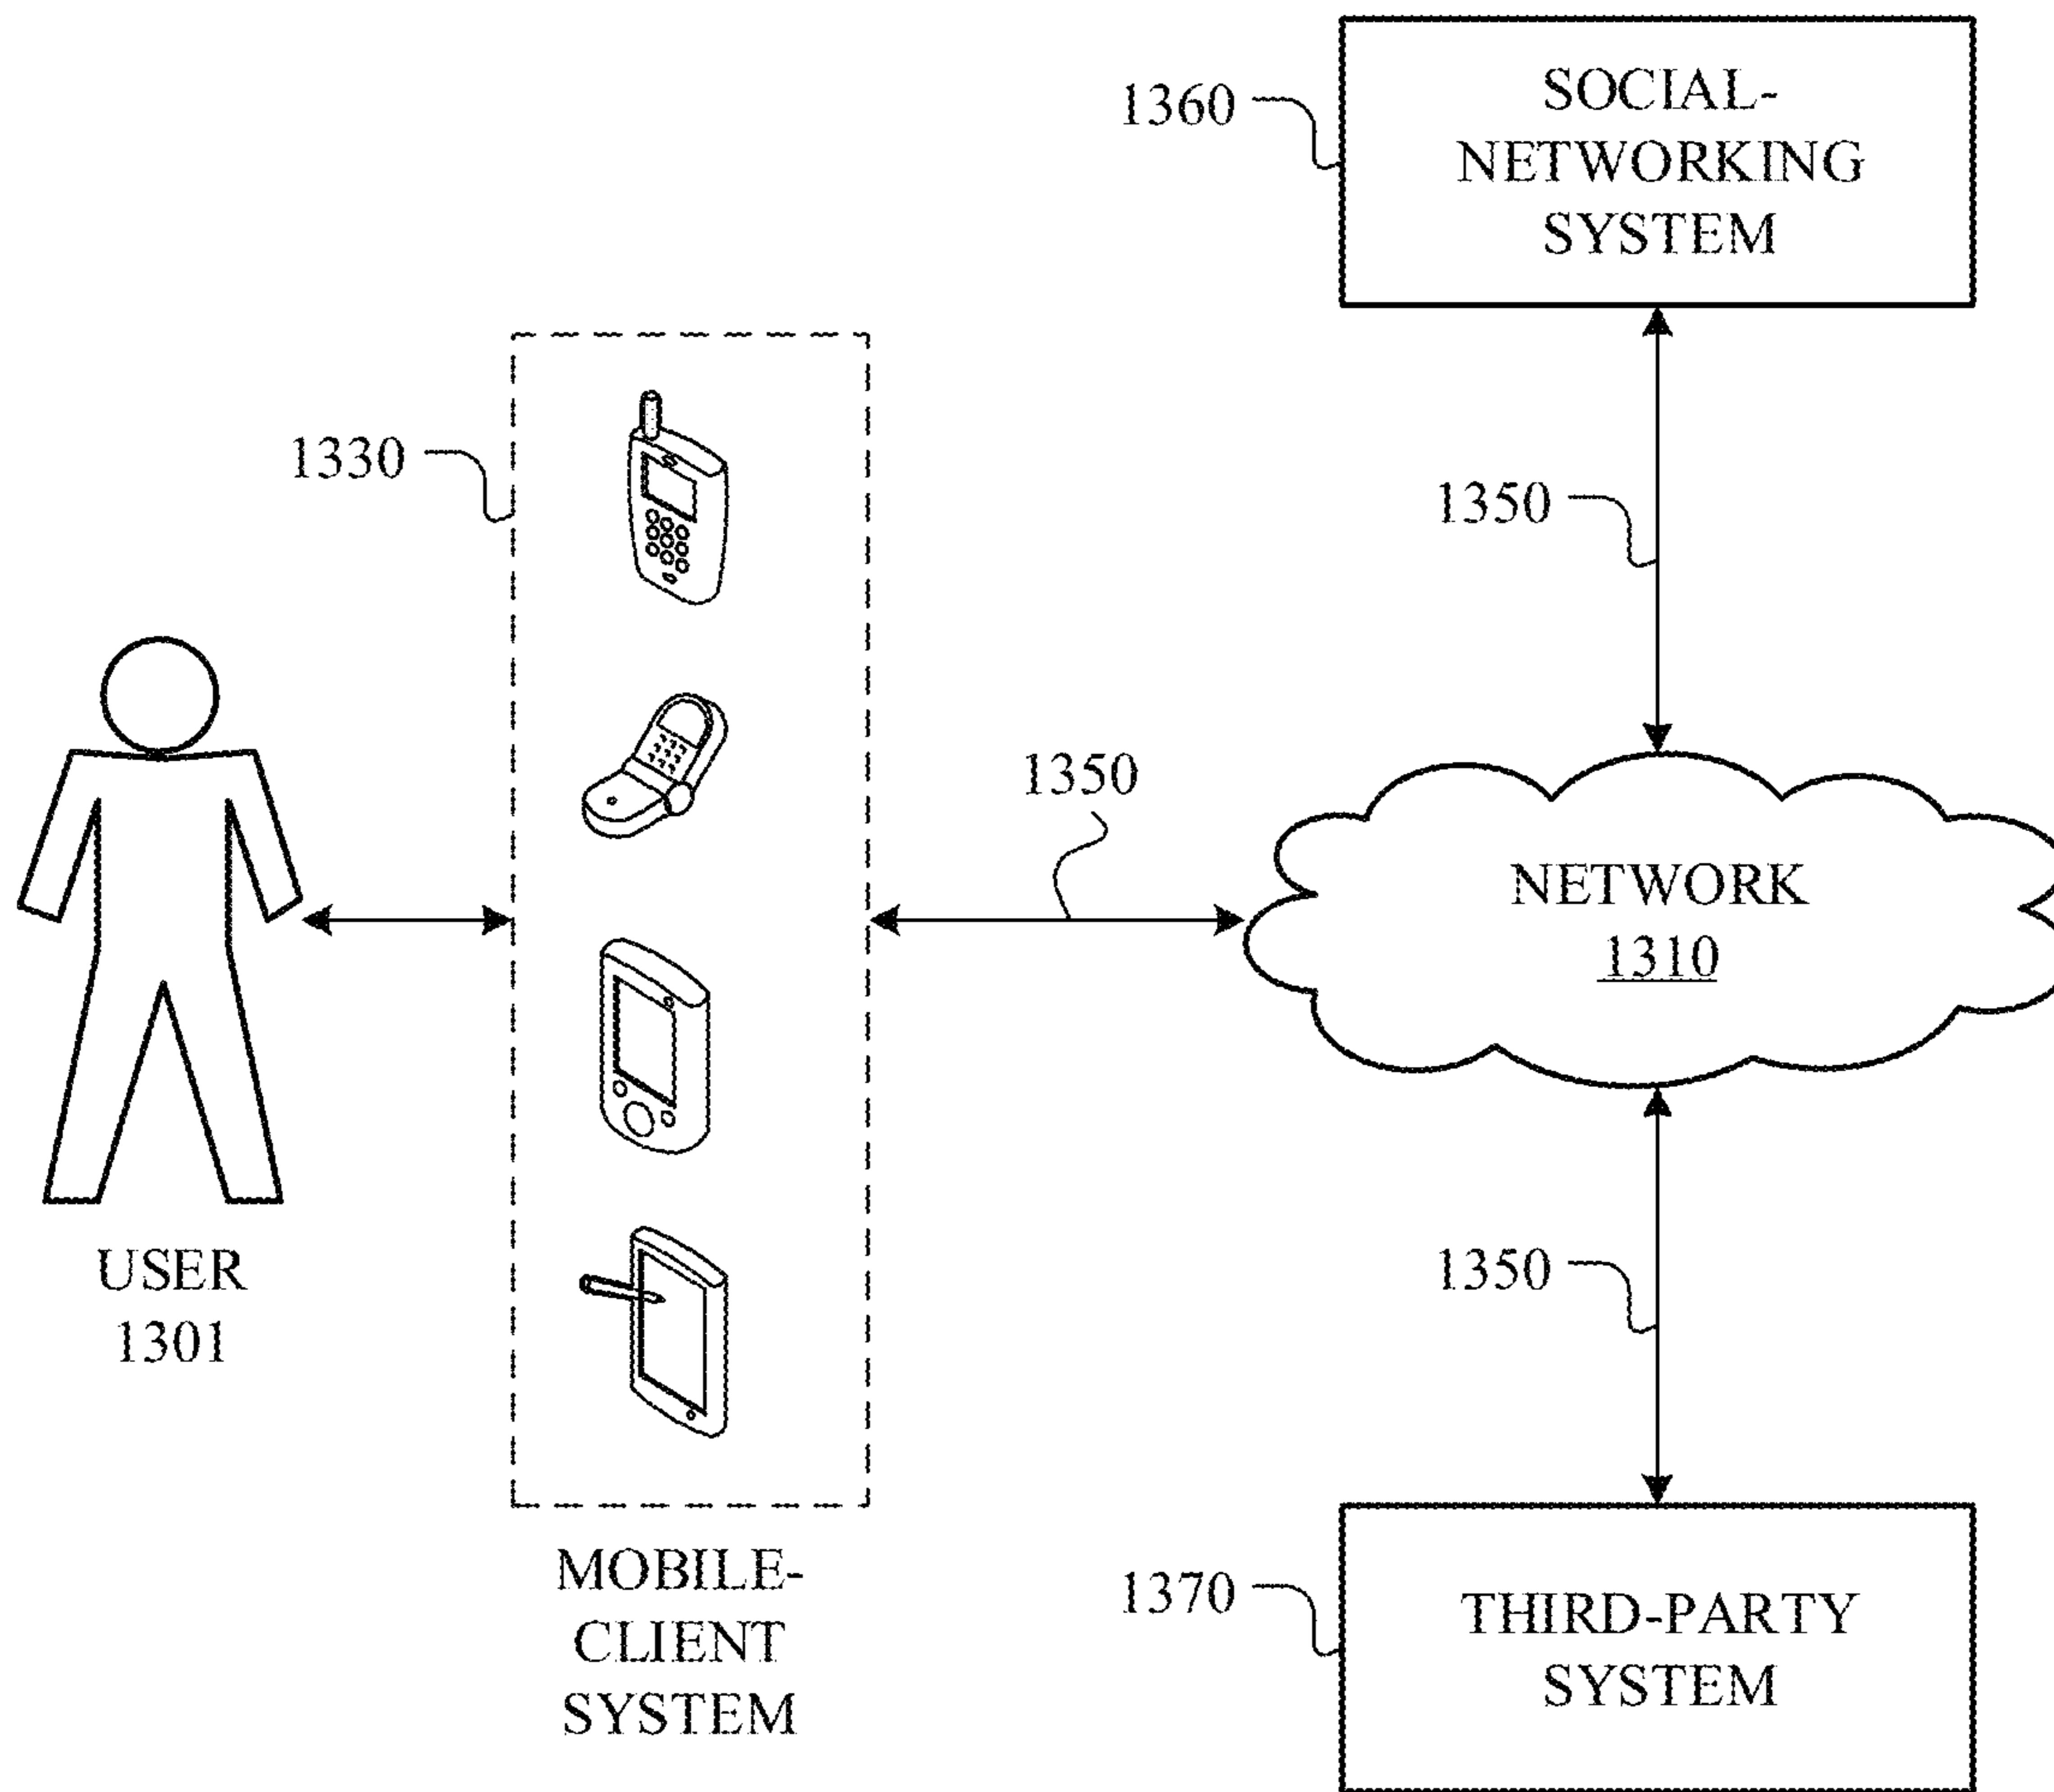 1360
SOCIAL-
NETWORKING
SYSTEM
1330
1350
1350
NETWORK
1310
USER
1301
1350
MOBILE-
CLIENT
SYSTEM
1370
THIRD-PARTY
SYSTEM